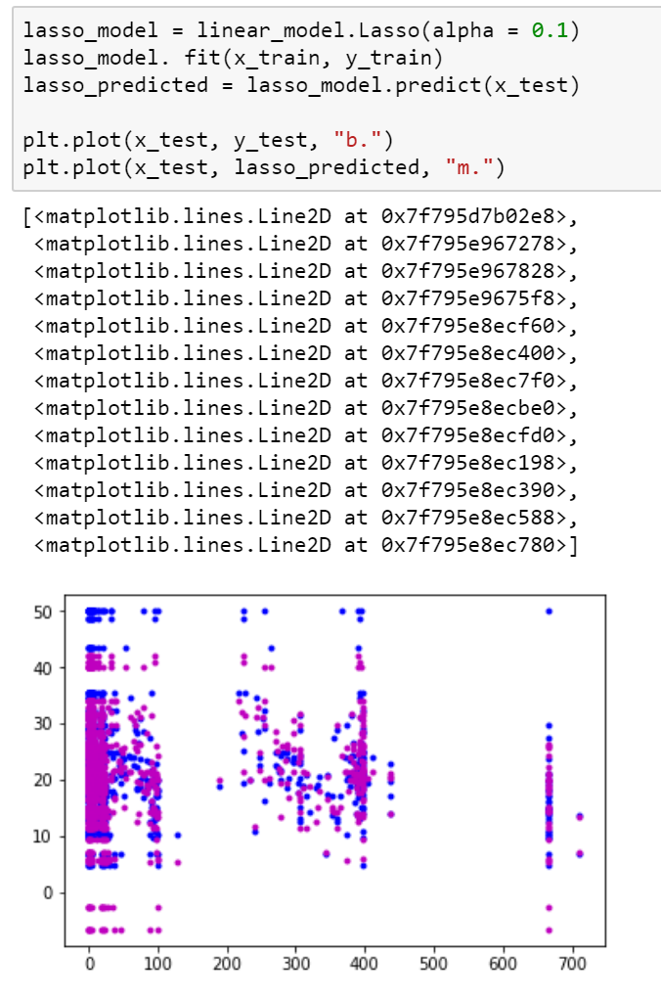 lasso_model = linear_model.Lasso(alpha = 0.1)
lasso_model. fit(x_train, y_train)
lasso_predicted = lasso_model.predict(x_test)
plt.plot(x_test, y_test, "b.")
plt.plot(x_test, lasso_predicted, "m.")
[<matplotlib.lines.Line2D at 0x7f795d7b02e8>,
<matplotlib.lines.Line2D at 0x7f795e967278>,
<matplotlib.lines.Line2D at 0x7f795e967828>,
<matplotlib.lines.Line2D at 0x7f795e9675f8>,
<matplotlib.lines.Line2D at 0x7f795e8ecf60>,
<matplotlib.lines.Line2D at 0x7f795e8ec400>,
<matplotlib.lines.Line2D at 0x7f795e8ec7f0>,
<matplotlib.lines.Line2D at 0x7f795e8ecbe0>,
<matplotlib.lines.Line2D at 0x7f795e8ecfd0>,
<matplotlib.lines.Line2D at 0x7f795e8ec198>,
<matplotlib.lines.Line2D at 0x7f795e8ec390>,
<matplotlib.lines.Line2D at 0x7f795e8ec588>,
<matplotlib.lines.Line2D at 0x7f795e8ec780>]
50
40
30
20
10
0
0 100 200 300 400 500 600 700